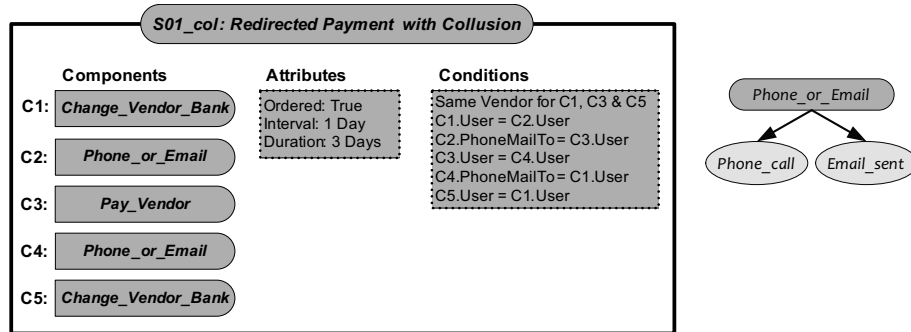 S01_col: Redirected Payment with Collusion
Components
C1: Change_Vendor_Bank
C2: Phone_or_Email
C3: Pay_Vendor
C4: Phone_or_Email
C5: Change_Vendor_Bank
Attributes
Ordered: True
Interval: 1 Day
Duration: 3 Days
Conditions
Same Vendor for C1, C3 & C5
C1.User = C2.User
C2.PhoneMailTo = C3.User
C3.User = C4.User
C4.PhoneMailTo = C1.User
C5.User = C1.User
Phone_or_Email
Phone_call
Email_sent